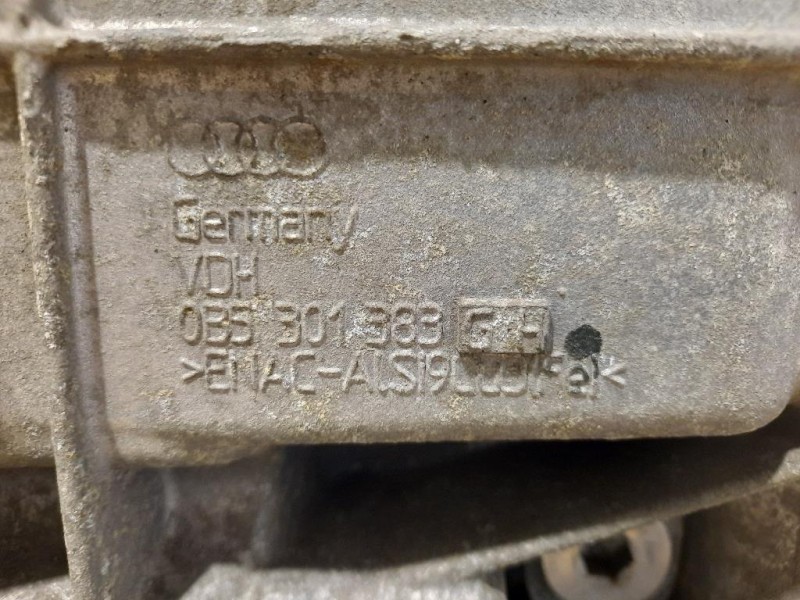 Germany
VDH
0B5 301 383 G H
>ENAC-ALSi9Cu3(Fe)<